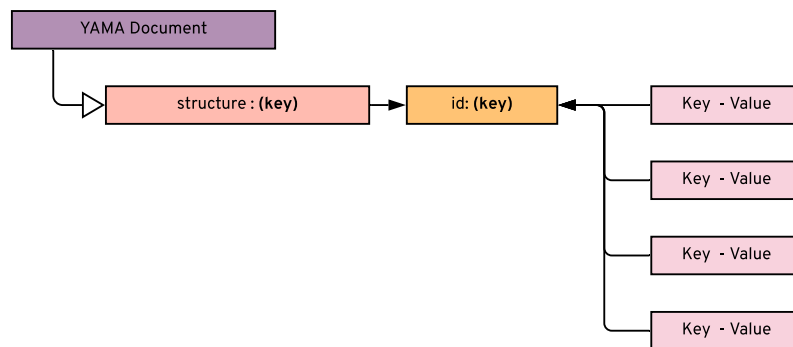 YAMA Document
structure : (key)
id: (key)
Key - Value
Key - Value
Key - Value
Key - Value